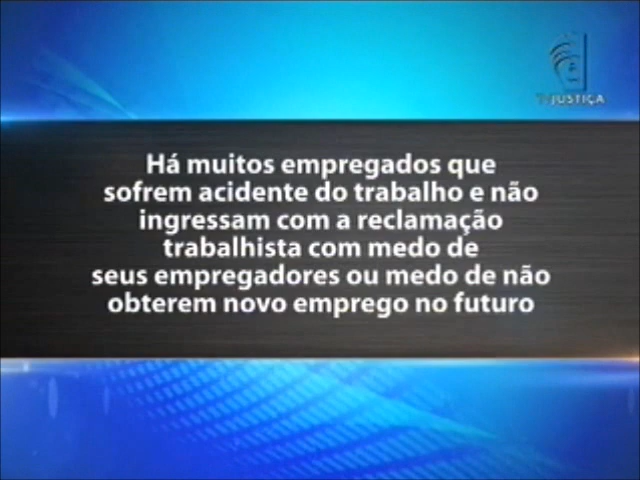 TV JUSTIÇA
Há muitos empregados que
sofrem acidente do trabalho e não
ingressam com a reclamação
trabalhista com medo de
seus empregadores ou medo de não
obterem novo emprego no futuro